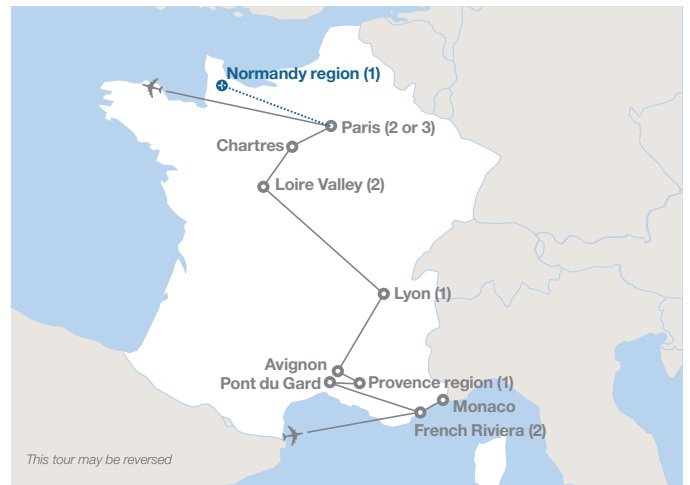 Normandy region (1)
Paris (2 or 3)
Chartres
Loire Valley (2)
Lyon (1)
Avignon
Pont du Gard
Provence region (1)
Monaco
French Riviera (2)
This tour may be reversed